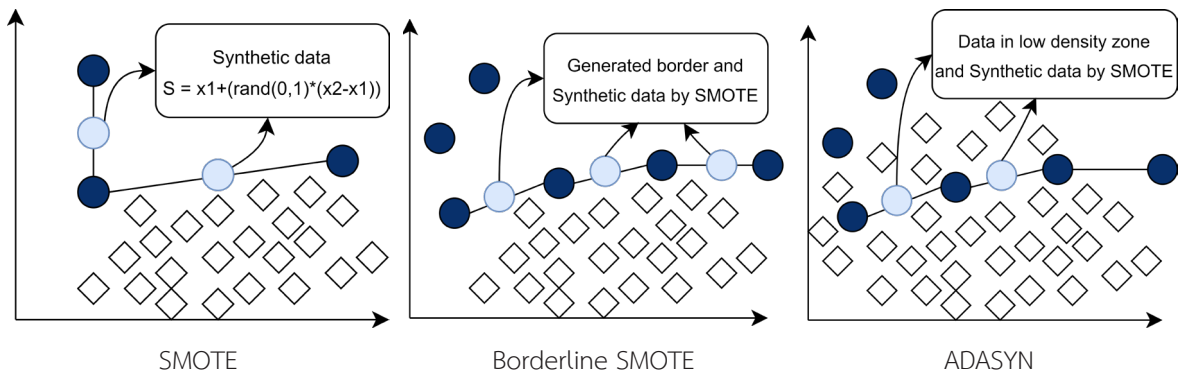 Synthetic data
S = x1+(rand(0,1)*(x2-x1))
Generated border and
Synthetic data by SMOTE
Data in low density zone
and Synthetic data by SMOTE
SMOTE
Borderline SMOTE
ADASYN